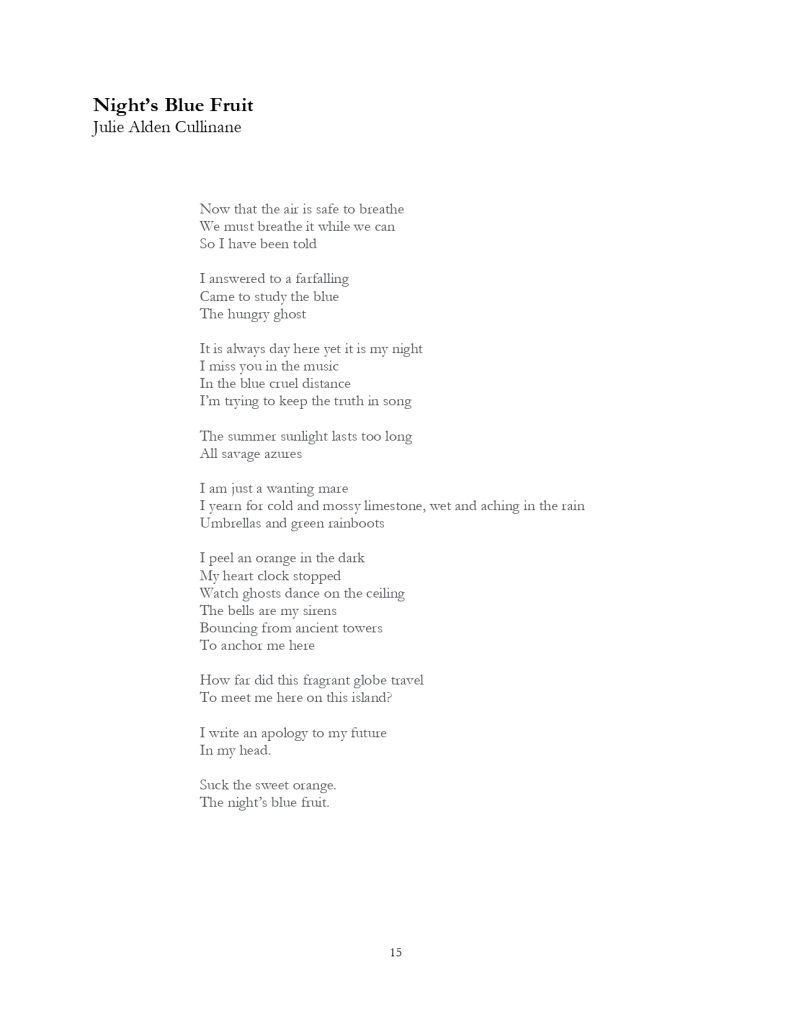 Night’s Blue Fruit
Julie Alden Cullinane
Now that the air is safe to breathe
We must breathe it while we can
So I have been told
I answered to a farfalling
Came to study the blue
The hungry ghost
It is always day here yet it is my night
I miss you in the music
In the blue cruel distance
I’m trying to keep the truth in song
The summer sunlight lasts too long
All savage azures
I am just a wanting mare
I yearn for cold and mossy limestone, wet and aching in the rain
Umbrellas and green rainboots
I peel an orange in the dark
My heart clock stopped
Watch ghosts dance on the ceiling
The bells are my sirens
Bouncing from ancient towers
To anchor me here
How far did this fragrant globe travel
To meet me here on this island?
I write an apology to my future
In my head.
Suck the sweet orange.
The night’s blue fruit.
15